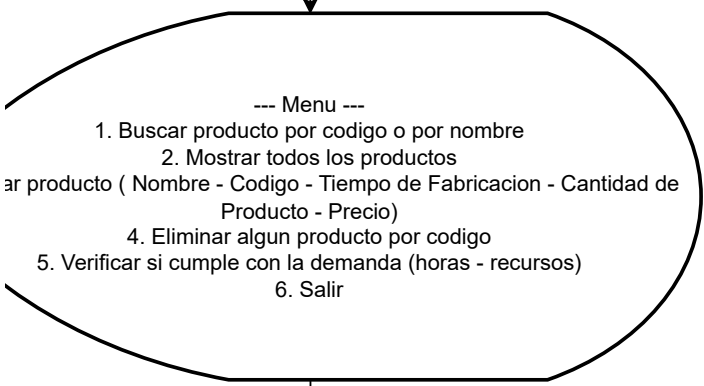 --- Menu ---
1. Buscar producto por codigo o por nombre
2. Mostrar todos los productos
producto ( Nombre - Codigo - Tiempo de Fabricacion - Cantidad de
Producto - Precio)
4. Eliminar algun producto por codigo
5. Verificar si cumple con la demanda (horas - recursos)
6. Salir